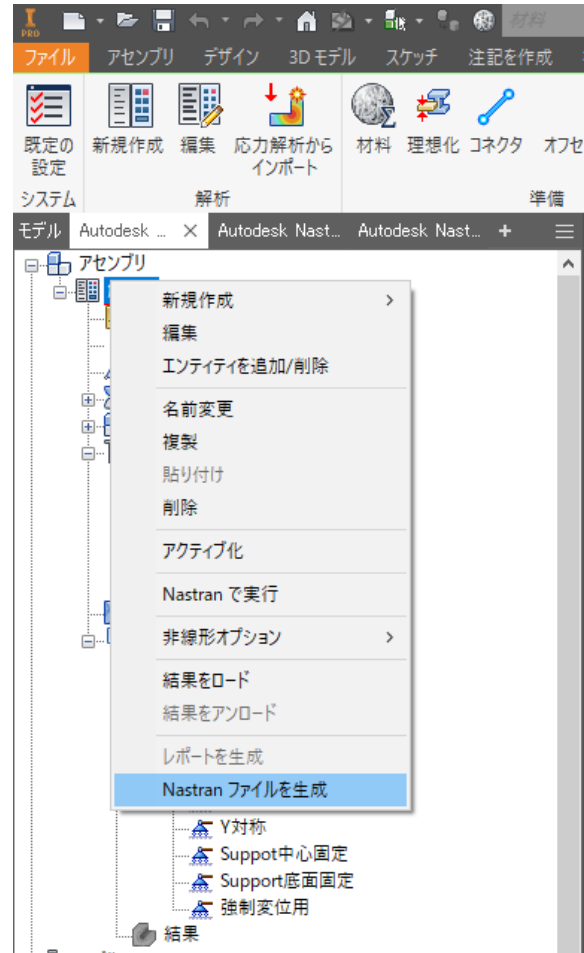 PRO
材料
ファイル アセンブリ デザイン 3D モデル スケッチ 注記を作成
既定の設定 新規作成 編集 応力解析からインポート 材料 理想化 コネクタ オフセ
システム 解析 準備
モデル Autodesk ... × Autodesk Nast... Autodesk Nast... +
アセンブリ
新規作成
編集
エンティティを追加/削除
名前変更
複製
貼り付け
削除
アクティブ化
Nastran で実行
非線形オプション
結果をロード
結果をアンロード
レポートを生成
Nastran ファイルを生成
Y対称
Suppot中心固定
Support底面固定
強制変位用
結果